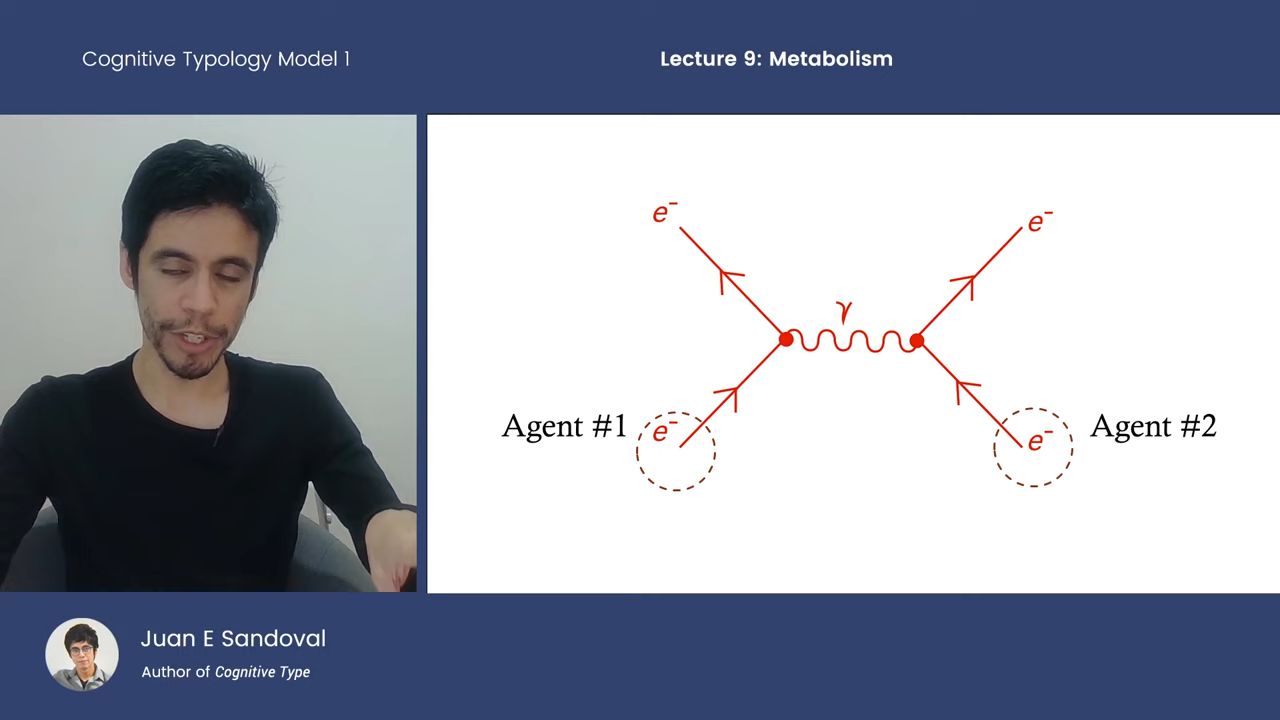 Cognitive Typology Model 1
Lecture 9: Metabolism
e⁻
e⁻
γ
Agent #1
e⁻
e⁻
Agent #2
Juan E Sandoval
Author of Cognitive Type